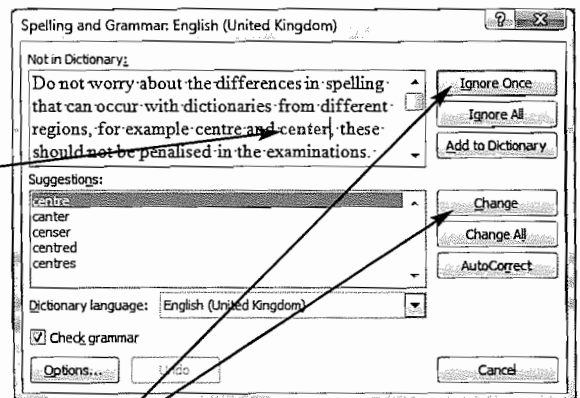 Spelling and Grammar: English (United Kingdom)
Not in Dictionary:
Do not worry about the differences in spelling
that can occur with dictionaries from different
regions, for example centre and center, these
should not be penalised in the examinations.
Ignore Once
Ignore All
Add to Dictionary
Suggestions:
centre
canter
censer
centred
centres
Change
Change All
AutoCorrect
Dictionary language: English (United Kingdom)
Check grammar
Options...
Undo
Cancel